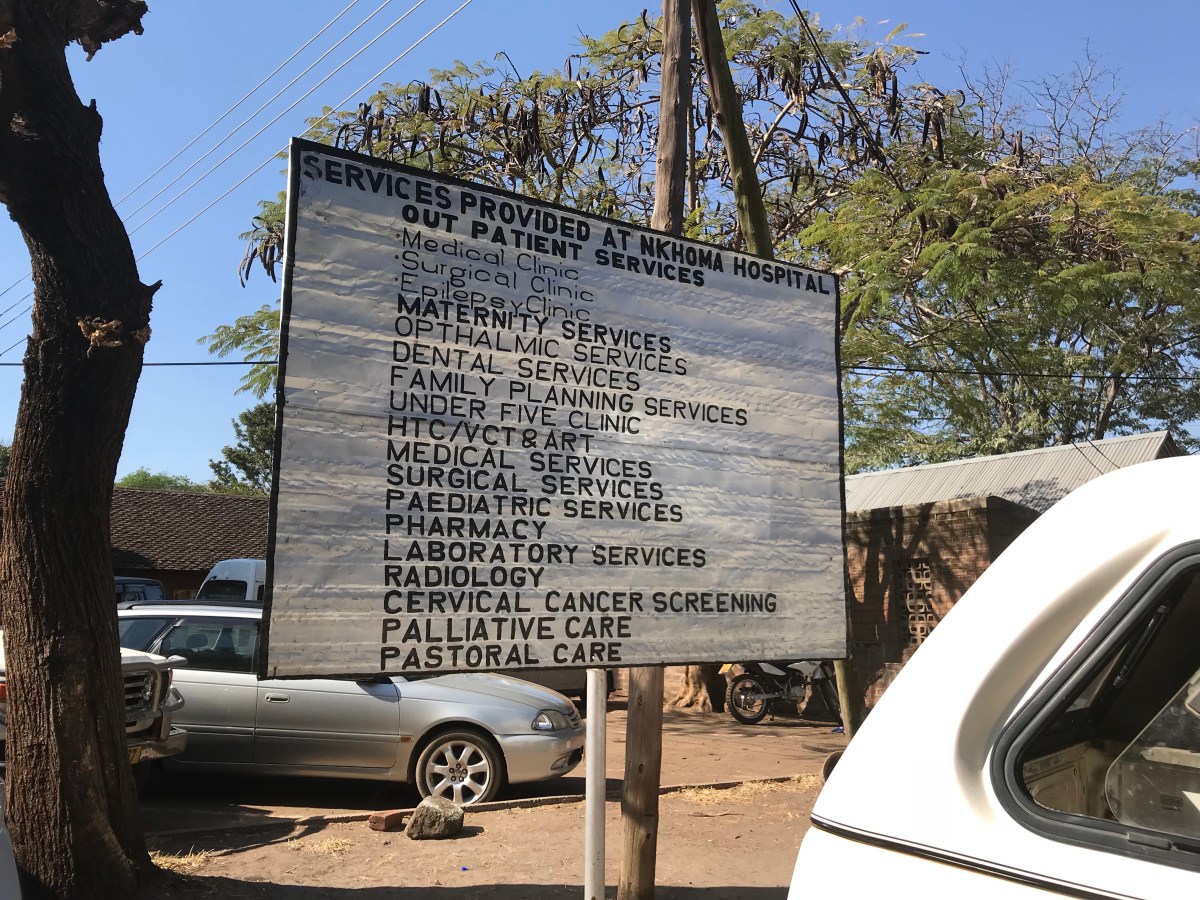 SERVICES PROVIDED AT NKHOMA HOSPITAL
OUT PATIENT SERVICES
·Medical Clinic
·Surgical Clinic
·Epilepsy Clinic
MATERNITY SERVICES
OPTHALMIC SERVICES
DENTAL SERVICES
FAMILY PLANNING SERVICES
UNDER FIVE CLINIC
HTC/VCT & ART
MEDICAL SERVICES
SURGICAL SERVICES
PAEDIATRIC SERVICES
PHARMACY
LABORATORY SERVICES
RADIOLOGY
CERVICAL CANCER SCREENING
PALLIATIVE CARE
PASTORAL CARE